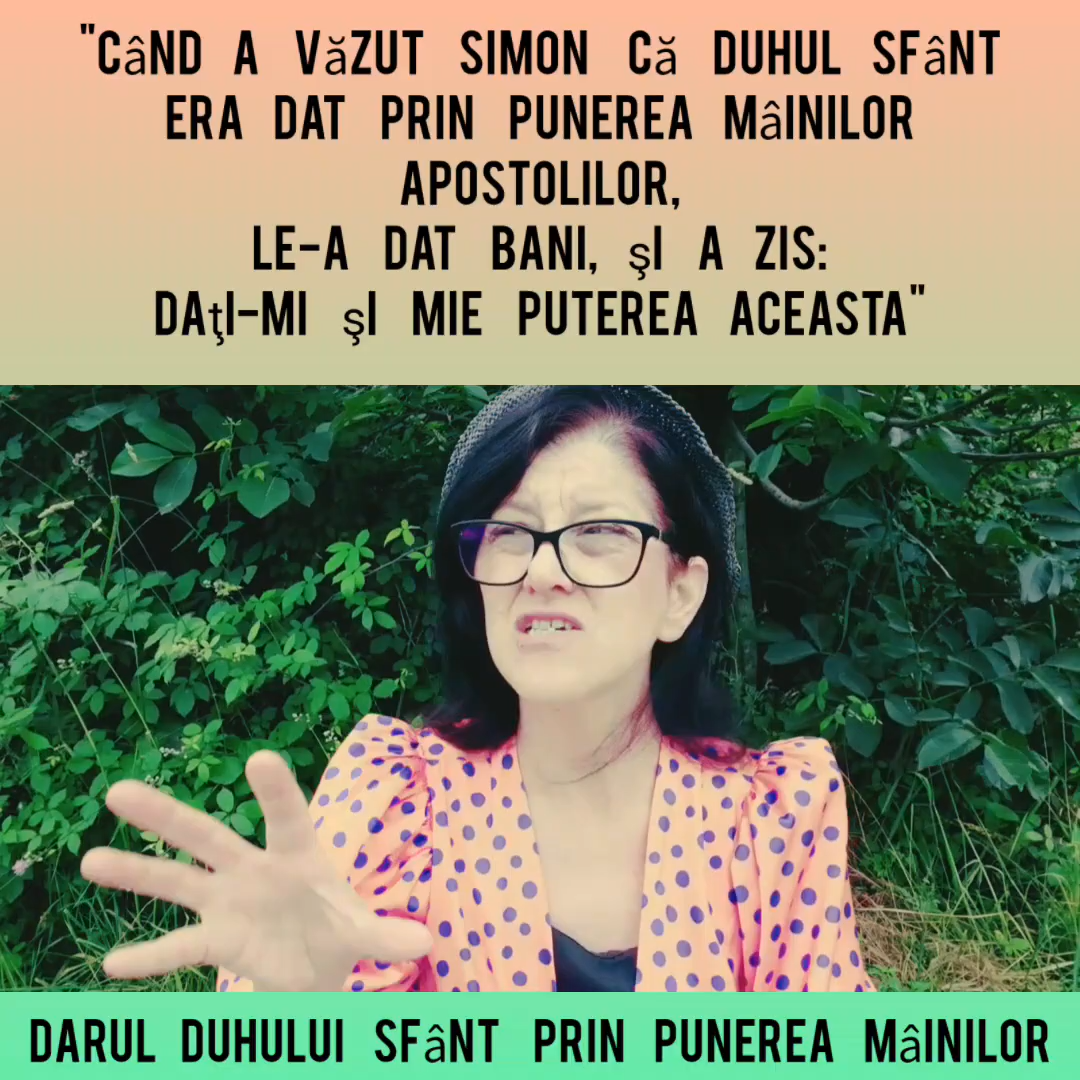 "CâND A VăZUT SIMON Că DUHUL SFâNT
ERA DAT PRIN PUNEREA MâINILOR
APOSTOLILOR,
LE-A DAT BANI, şI A ZIS:
DAţI-MI şI MIE PUTEREA ACEASTA"
DARUL DUHULUI SFâNT PRIN PUNEREA MâINILOR